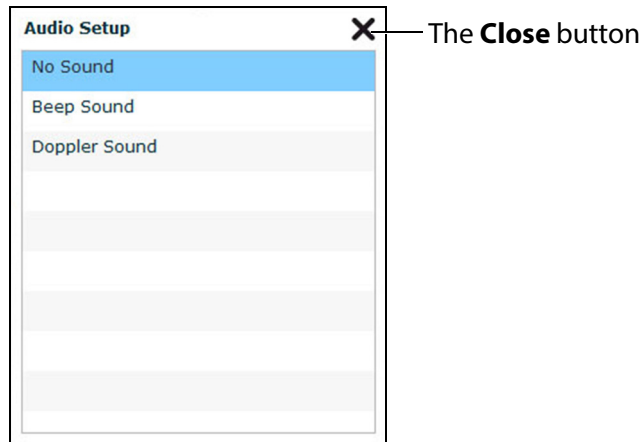 Audio Setup
The Close button
No Sound
Beep Sound
Doppler Sound